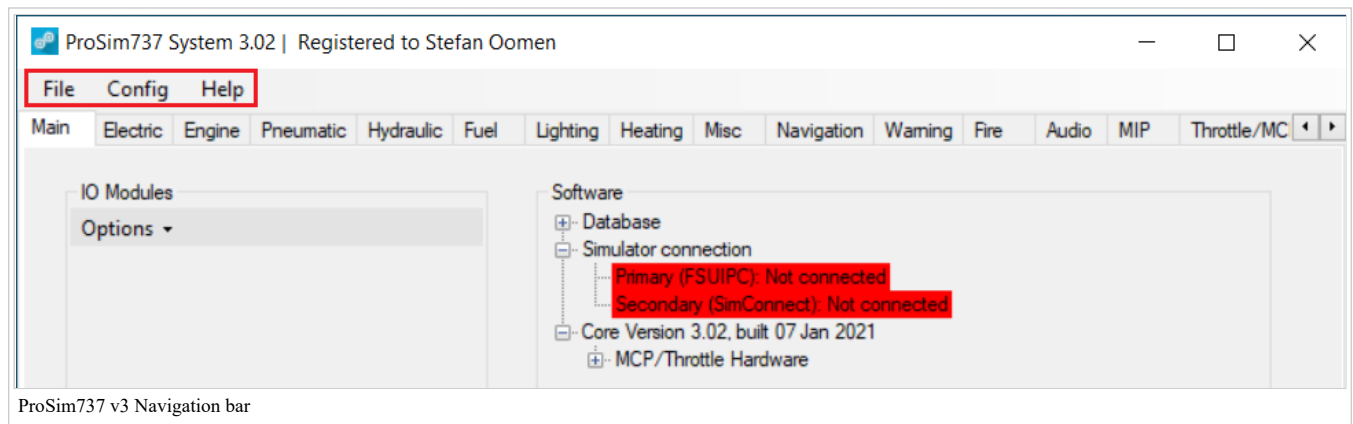 ProSim737 System 3.02 | Registered to Stefan Oomen
File Config Help
Main Electric Engine Pneumatic Hydraulic Fuel Lighting Heating Misc Navigation Warning Fire Audio MIP Throttle/MC
IO Modules
Options
Software
Database
Simulator connection
Primary (FSUIPC): Not connected
Secondary (SimConnect): Not connected
Core Version 3.02, built 07 Jan 2021
MCP/Throttle Hardware
ProSim737 v3 Navigation bar